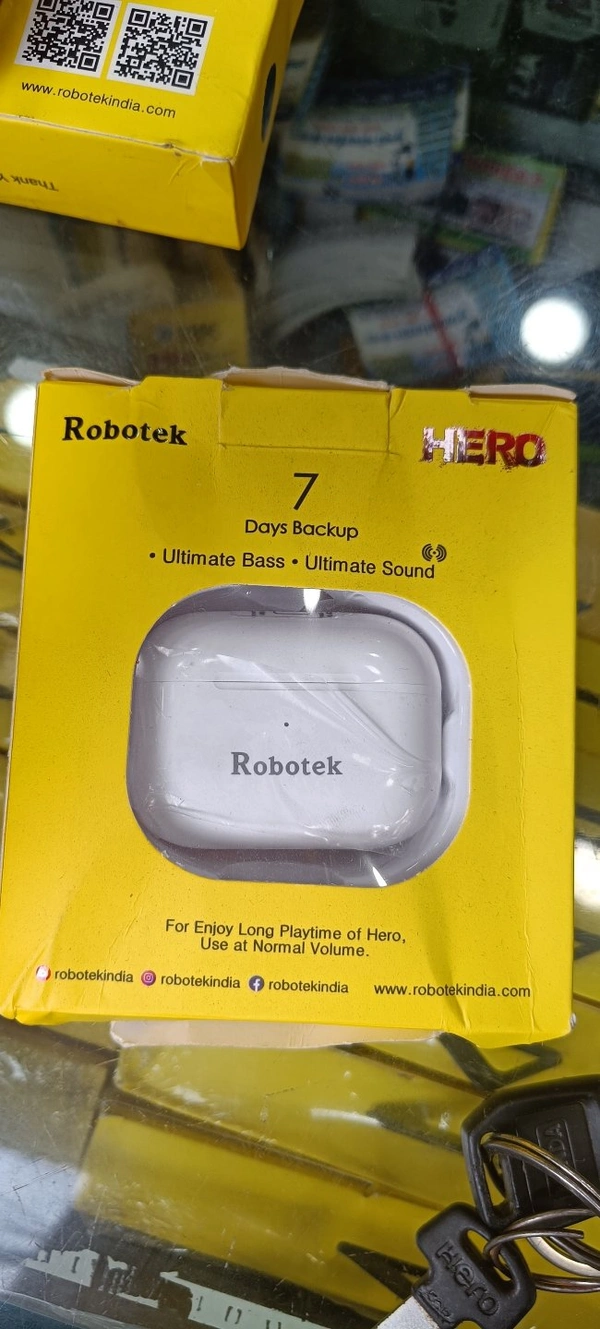 www.robotekindia.com
Thank Y
Robotek
HERO
7
Days Backup
• Ultimate Bass • Ultimate Sound
Robotek
For Enjoy Long Playtime of Hero,
Use at Normal Volume.
robotekindia robotekindia robotekindia www.robotekindia.com
Hero